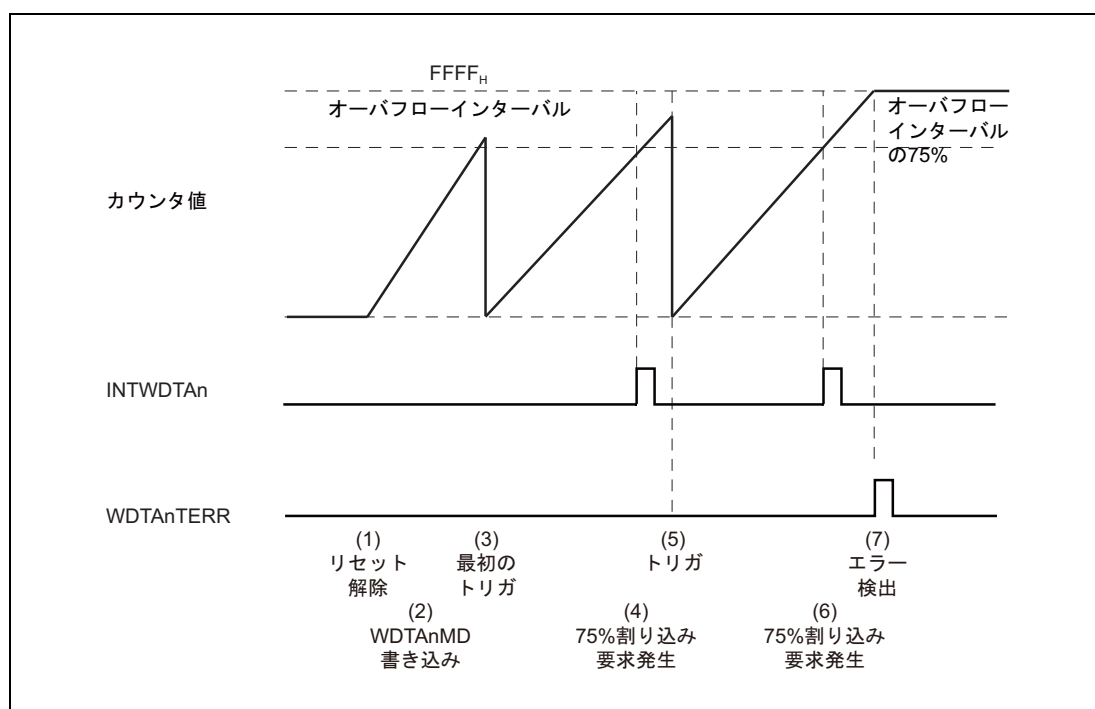 FFFFH
オーバフローインターバル
オーバフロー
インターバル
の75%
カウンタ値
INTWDTAn
WDTAnTERR
(1)
リセット
解除
(2)
WDTAnMD
書き込み
(3)
最初の
トリガ
(4)
75%割り込み
要求発生
(5)
トリガ
(6)
75%割り込み
要求発生
(7)
エラー
検出